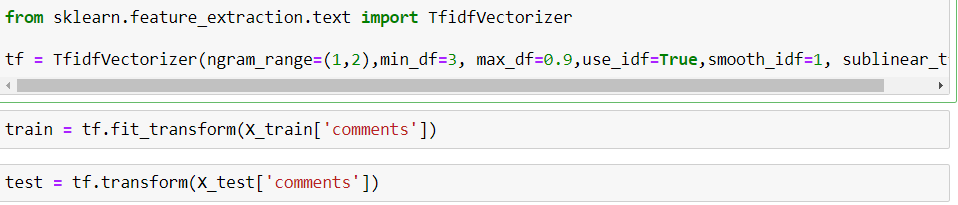 from sklearn.feature_extraction.text import TfidfVectorizer
tf = TfidfVectorizer(ngram_range=(1,2),min_df=3, max_df=0.9,use_idf=True,smooth_idf=1, sublinear_t
train = tf.fit_transform(X_train['comments'])
test = tf.transform(X_test['comments'])